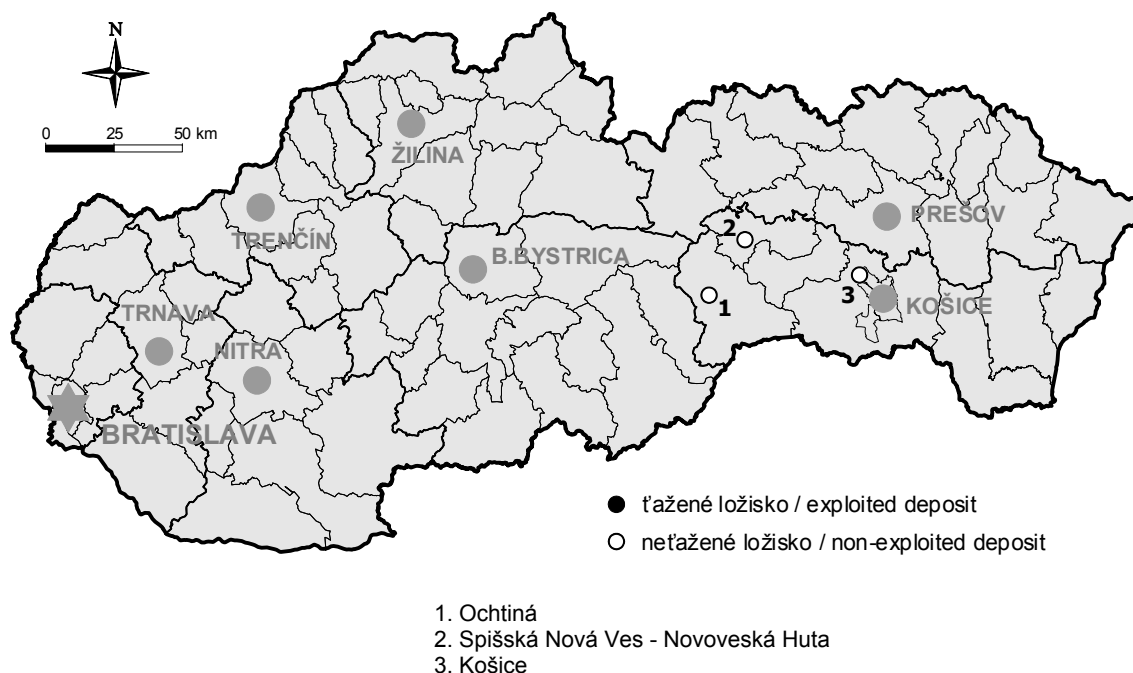 N
0 25 50 km
ŽILINA
PREŠOV
TRENČÍN
2
B.BYSTRICA
3
1
KOŠICE
TRNAVA
NITRA
BRATISLAVA
ťažené ložisko / exploited deposit
neťažené ložisko / non-exploited deposit
1. Ochtiná
2. Spišská Nová Ves - Novoveská Huta
3. Košice